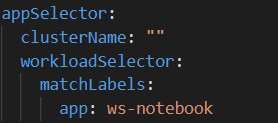 appSelector:
  clusterName: ""
  workloadSelector:
    matchLabels:
      app: ws-notebook